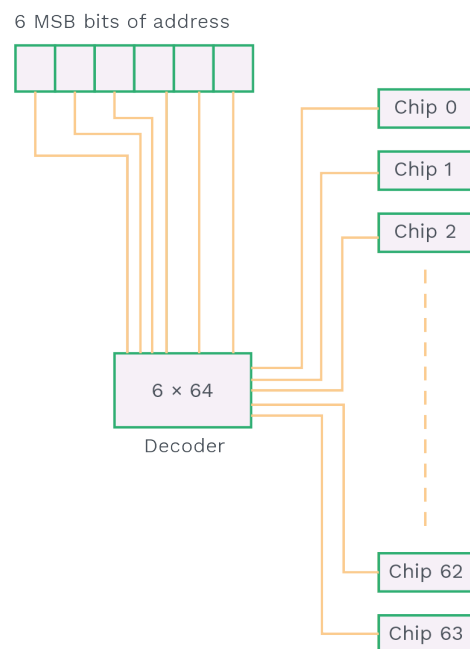 6 MSB bits of address
Chip 0
Chip 1
Chip 2
6 × 64
Decoder
Chip 62
Chip 63